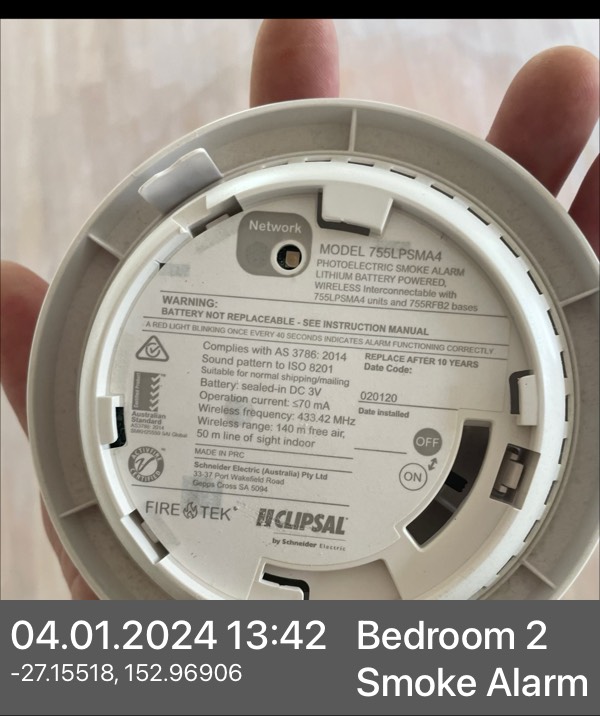 Network
MODEL 755LPSMA4
PHOTOELECTRIC SMOKE ALARM
LITHIUM BATTERY POWERED,
WIRELESS Interconnectable with
755LPSMA4 units and 755RFB2 bases
WARNING:
BATTERY NOT REPLACEABLE - SEE INSTRUCTION MANUAL
A RED LIGHT BLINKING ONCE EVERY 40 SECONDS INDICATES ALARM FUNCTIONING CORRECTLY
Complies with AS 3786: 2014
Sound pattern to ISO 8201
Suitable for normal shipping/mailing
Battery: sealed-in DC 3V
Operation current: ≤70 mA
Wireless frequency: 433.42 MHz
Wireless range: 140 m free air,
50 m line of sight indoor
REPLACE AFTER 10 YEARS
Date Code:
020120
Date installed
OFF
ON
Australian
Standard
MADE IN PRC
Schneider Electric (Australia) Pty Ltd
33-37 Port Wakefield Road
Gepps Cross SA 5094
FIRE TEK
CLIPSAL
by Schneider Electric
04.01.2024 13:42
-27.15518, 152.96906
Bedroom 2
Smoke Alarm